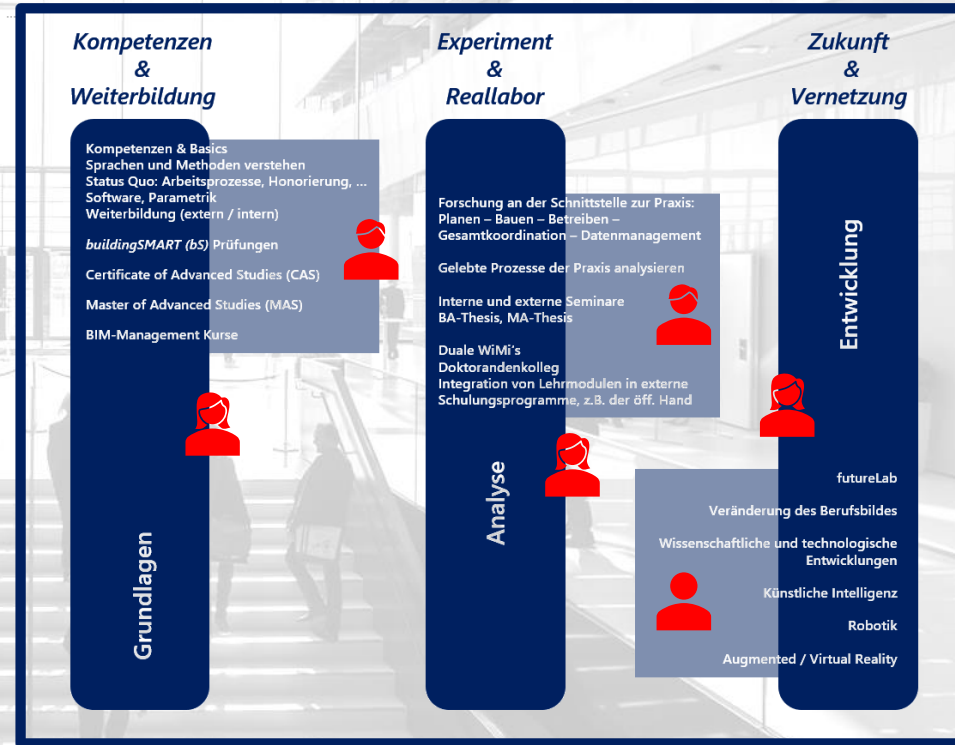 Kompetenzen
&
Weiterbildung
Kompetenzen & Basics
Sprachen und Methoden verstehen
Status Quo: Arbeitsprozesse, Honorierung, ...
Software, Parametrik
Weiterbildung (extern / intern)
buildingSMART (bS) Prüfungen
Certificate of Advanced Studies (CAS)
Master of Advanced Studies (MAS)
BIM-Management Kurse
Grundlagen
Experiment
&
Reallabor
Forschung an der Schnittstelle zur Praxis:
Planen – Bauen – Betreiben –
Gesamtkoordination – Datenmanagement
Gelebte Prozesse der Praxis analysieren
Interne und externe Seminare
BA-Thesis, MA-Thesis
Duale WiMi's
Doktorandenkolleg
Integration von Lehrmodulen in externe
Schulungsprogramme, z.B. der öff. Hand
Analyse
Zukunft
&
Vernetzung
Entwicklung
futureLab
Veränderung des Berufsbildes
Wissenschaftliche und technologische
Entwicklungen
Künstliche Intelligenz
Robotik
Augmented / Virtual Reality